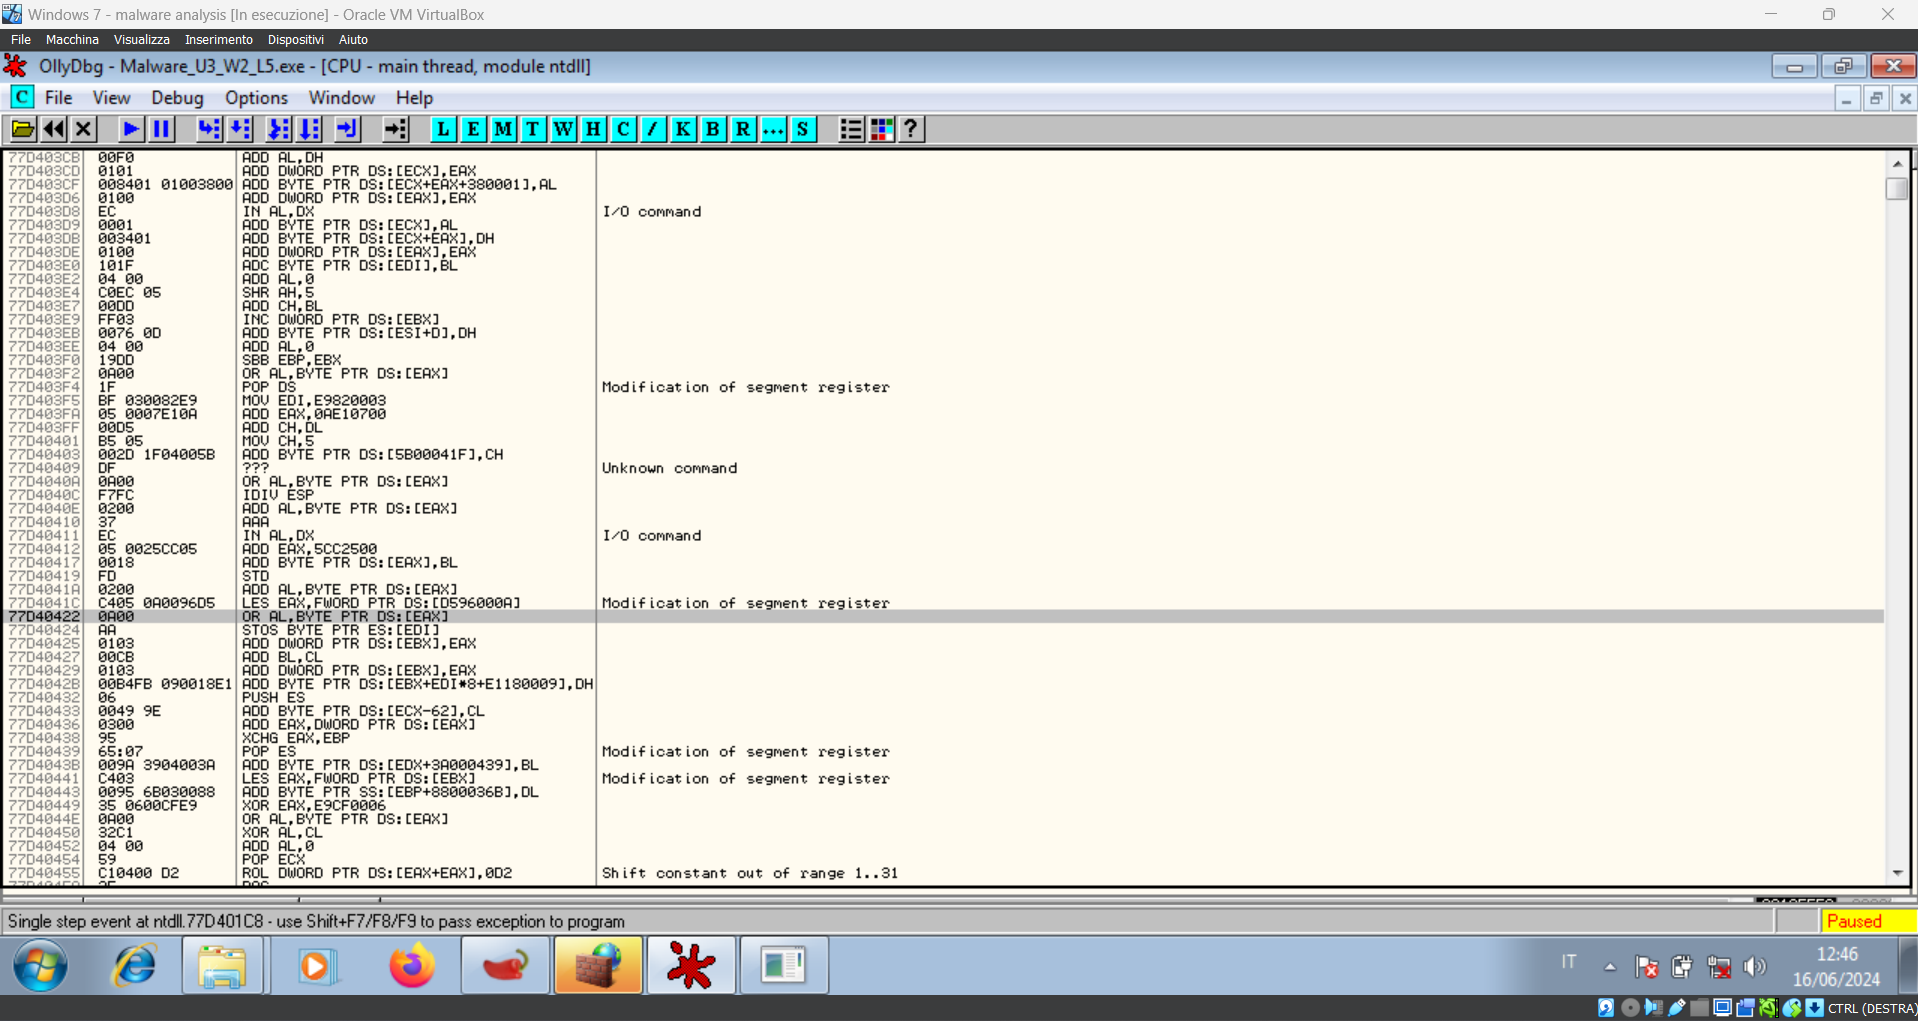 Windows 7 - malware analysis [In esecuzione] - Oracle VM VirtualBox
File Macchina Visualizza Inserimento Dispositivi Aiuto
OllyDbg - Malware_U3_W2_L5.exe - [CPU - main thread, module ntdll]
C File View Debug Options Window Help
L E M T W H C / K B R ... S ?
77D403CB 00F0 ADD AL,DH
77D403CD 0101 ADD DWORD PTR DS:[ECX],EAX
77D403CF 008401 01003800 ADD BYTE PTR DS:[ECX+EAX+380001],AL
77D403D6 0100 ADD DWORD PTR DS:[EAX],EAX
77D403D8 EC IN AL,DX I/O command
77D403D9 0001 ADD BYTE PTR DS:[ECX],AL
77D403DB 003401 ADD BYTE PTR DS:[ECX+EAX],DH
77D403DE 0100 ADD DWORD PTR DS:[EAX],EAX
77D403E0 101F ADC BYTE PTR DS:[EDI],BL
77D403E2 04 00 ADD AL,0
77D403E4 C0EC 05 SHR AH,5
77D403E7 00DD ADD CH,BL
77D403E9 FF03 INC DWORD PTR DS:[EBX]
77D403EB 0076 0D ADD BYTE PTR DS:[ESI+D],DH
77D403EE 04 00 ADD AL,0
77D403F0 19DD SBB EBP,EBX
77D403F2 0A00 OR AL,BYTE PTR DS:[EAX]
77D403F4 1F POP DS Modification of segment register
77D403F5 BF 030082E9 MOV EDI,E9820003
77D403FA 05 0007E10A ADD EAX,0AE10700
77D403FF 00D5 ADD CH,DL
77D40401 B5 05 MOV CH,5
77D40403 002D 1F04005B ADD BYTE PTR DS:[5B00041F],CH
77D40409 DF ??? Unknown command
77D4040A 0A00 OR AL,BYTE PTR DS:[EAX]
77D4040C F7FC IDIV ESP
77D4040E 0200 ADD AL,BYTE PTR DS:[EAX]
77D40410 37 AAA
77D40411 EC IN AL,DX I/O command
77D40412 05 0025CC05 ADD EAX,5CC2500
77D40417 0018 ADD BYTE PTR DS:[EAX],BL
77D40419 FD STD
77D4041A 0200 ADD AL,BYTE PTR DS:[EAX]
77D4041C C405 0A0096D5 LES EAX,FWORD PTR DS:[D596000A] Modification of segment register
77D40422 0A00 OR AL,BYTE PTR DS:[EAX]
77D40424 AA STOS BYTE PTR ES:[EDI]
77D40425 0103 ADD DWORD PTR DS:[EBX],EAX
77D40427 00CB ADD BL,CL
77D40429 0103 ADD DWORD PTR DS:[EBX],EAX
77D4042B 00B4FB 090018E1 ADD BYTE PTR DS:[EBX+EDI*8+E1180009],DH
77D40432 06 PUSH ES
77D40433 0049 9E ADD BYTE PTR DS:[ECX-62],CL
77D40436 0300 ADD EAX,DWORD PTR DS:[EAX]
77D40438 95 XCHG EAX,EBP
77D40439 65:07 POP ES Modification of segment register
77D4043B 009A 3904003A ADD BYTE PTR DS:[EDX+3A000439],BL
77D40441 C403 LES EAX,FWORD PTR DS:[EBX] Modification of segment register
77D40443 0095 6B030088 ADD BYTE PTR SS:[EBP+8800036B],DL
77D40449 35 0600CFE9 XOR EAX,E9CF0006
77D4044E 0A00 OR AL,BYTE PTR DS:[EAX]
77D40450 32C1 XOR AL,CL
77D40452 04 00 ADD AL,0
77D40454 59 POP ECX
77D40455 C10400 D2 ROL DWORD PTR DS:[EAX+EAX],0D2 Shift constant out of range 1..31
Single step event at ntdll.77D401C8 - use Shift+F7/F8/F9 to pass exception to program Paused
IT 12:46
16/06/2024
CTRL (DESTRA)